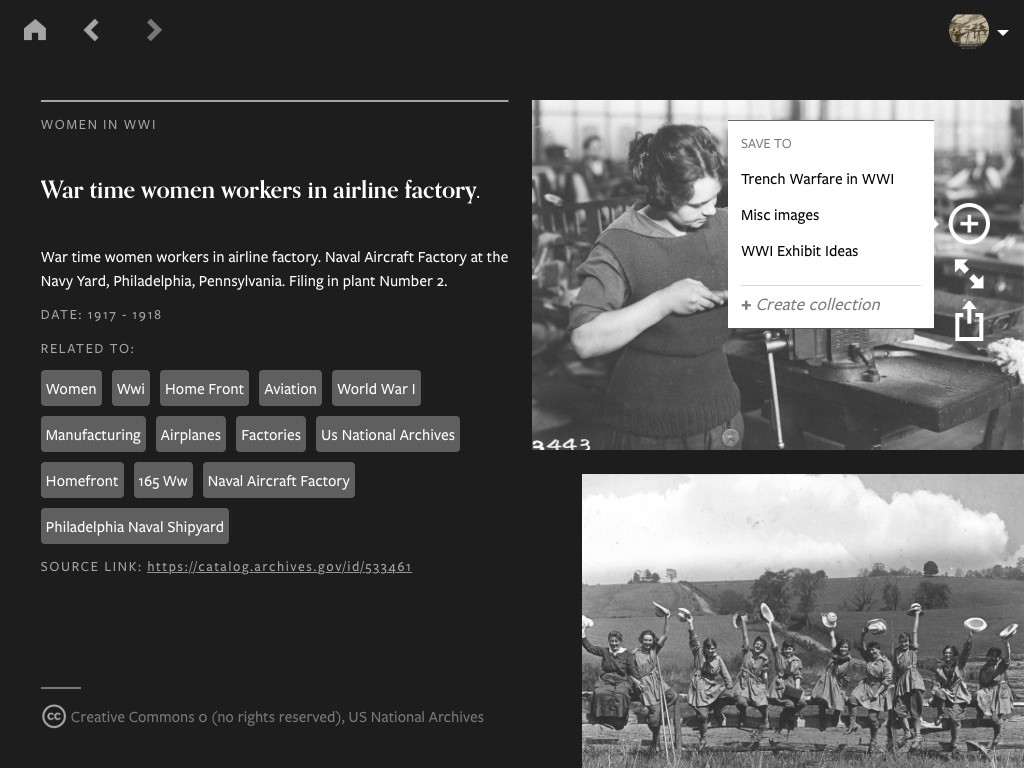 WOMEN IN WWI
War time women workers in airline factory.
War time women workers in airline factory. Naval Aircraft Factory at the
Navy Yard, Philadelphia, Pennsylvania. Filing in plant Number 2.
DATE: 1917 - 1918
RELATED TO:
Women Wwi Home Front Aviation World War I
Manufacturing Airplanes Factories Us National Archives
Homefront 165 Ww Naval Aircraft Factory
Philadelphia Naval Shipyard
SOURCE LINK: https://catalog.archives.gov/id/533461
cc Creative Commons 0 (no rights reserved), US National Archives
SAVE TO
Trench Warfare in WWI
Misc images
WWI Exhibit Ideas
+ Create collection
3443